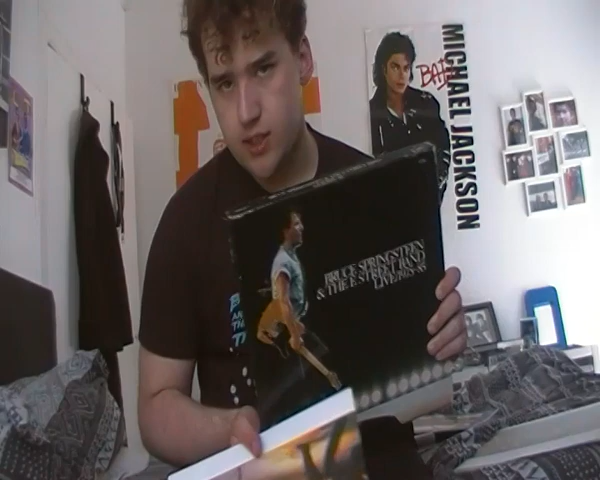 MICHAEL JACKSON
BAD
BRUCE SPRINGSTEEN
& THE E STREET BAND
LIVE/1975-85